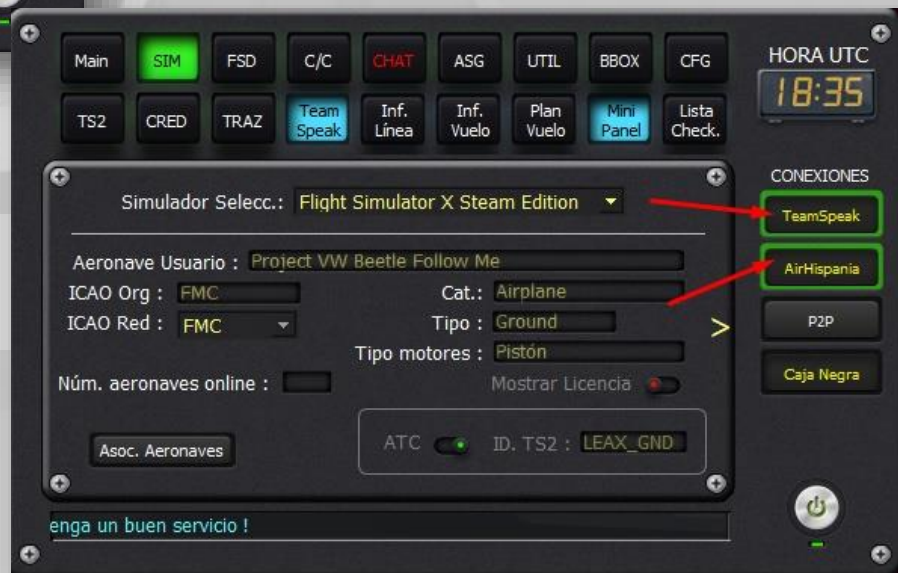 Main SIM FSD C/C CHAT ASG UTIL BBOX CFG
TS2 CRED TRAZ Team Speak Inf. Línea Inf. Vuelo Plan Vuelo Mini Panel Lista Check.
HORA UTC
18:35
Simulador Selecc.: Flight Simulator X Steam Edition
Aeronave Usuario : Project VW Beetle Follow Me
ICAO Org : FMC Cat.: Airplane
ICAO Red : FMC Tipo : Ground >
Tipo motores : Pistón
Núm. aeronaves online : Mostrar Licencia
Asoc. Aeronaves
ATC ID. TS2 : LEAX_GND
enga un buen servicio !
CONEXIONES
TeamSpeak
AirHispania
P2P
Caja Negra